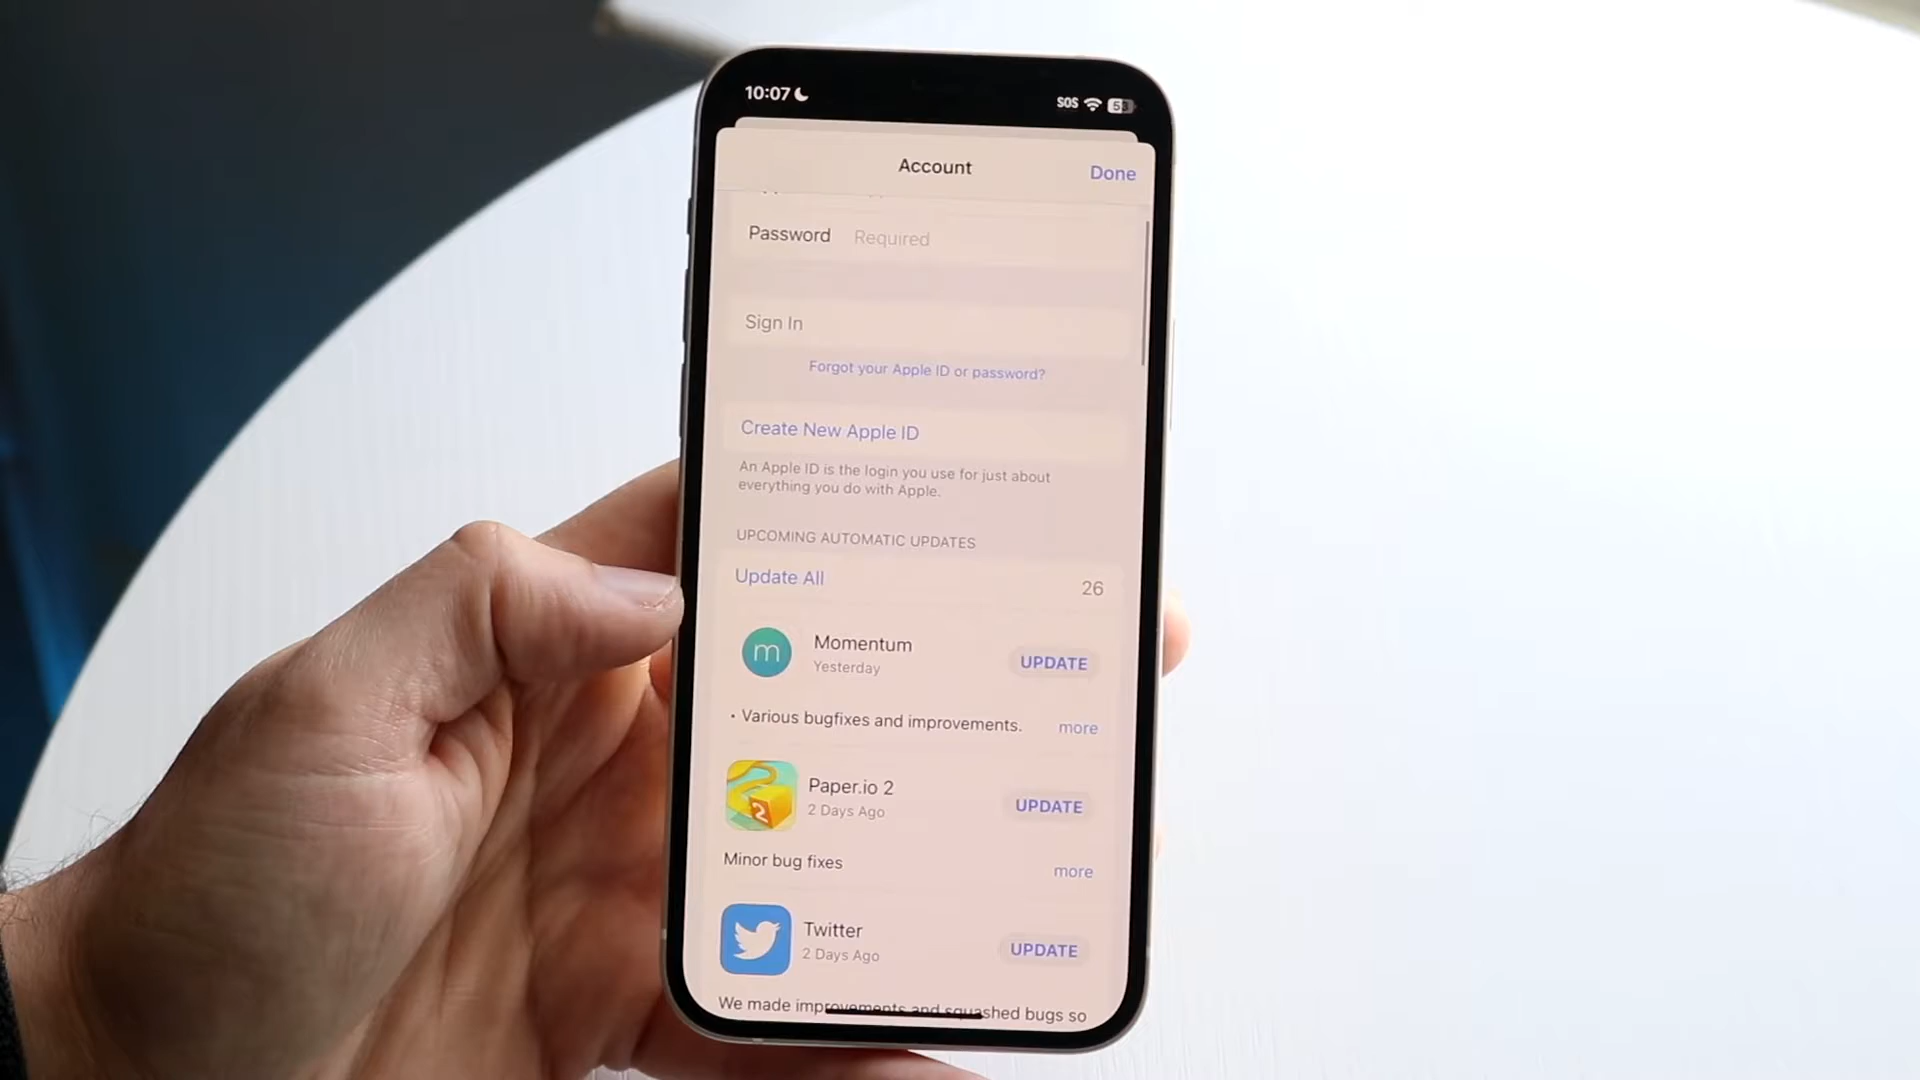 10:07
SOS
53
Account
Done
Password Required
Sign In
Forgot your Apple ID or password?
Create New Apple ID
An Apple ID is the login you use for just about
everything you do with Apple.
UPCOMING AUTOMATIC UPDATES
Update All 26
m
Momentum
Yesterday
UPDATE
• Various bugfixes and improvements. more
2
Paper.io 2
2 Days Ago
UPDATE
Minor bug fixes more
Twitter
2 Days Ago
UPDATE
We made improvements and squashed bugs so